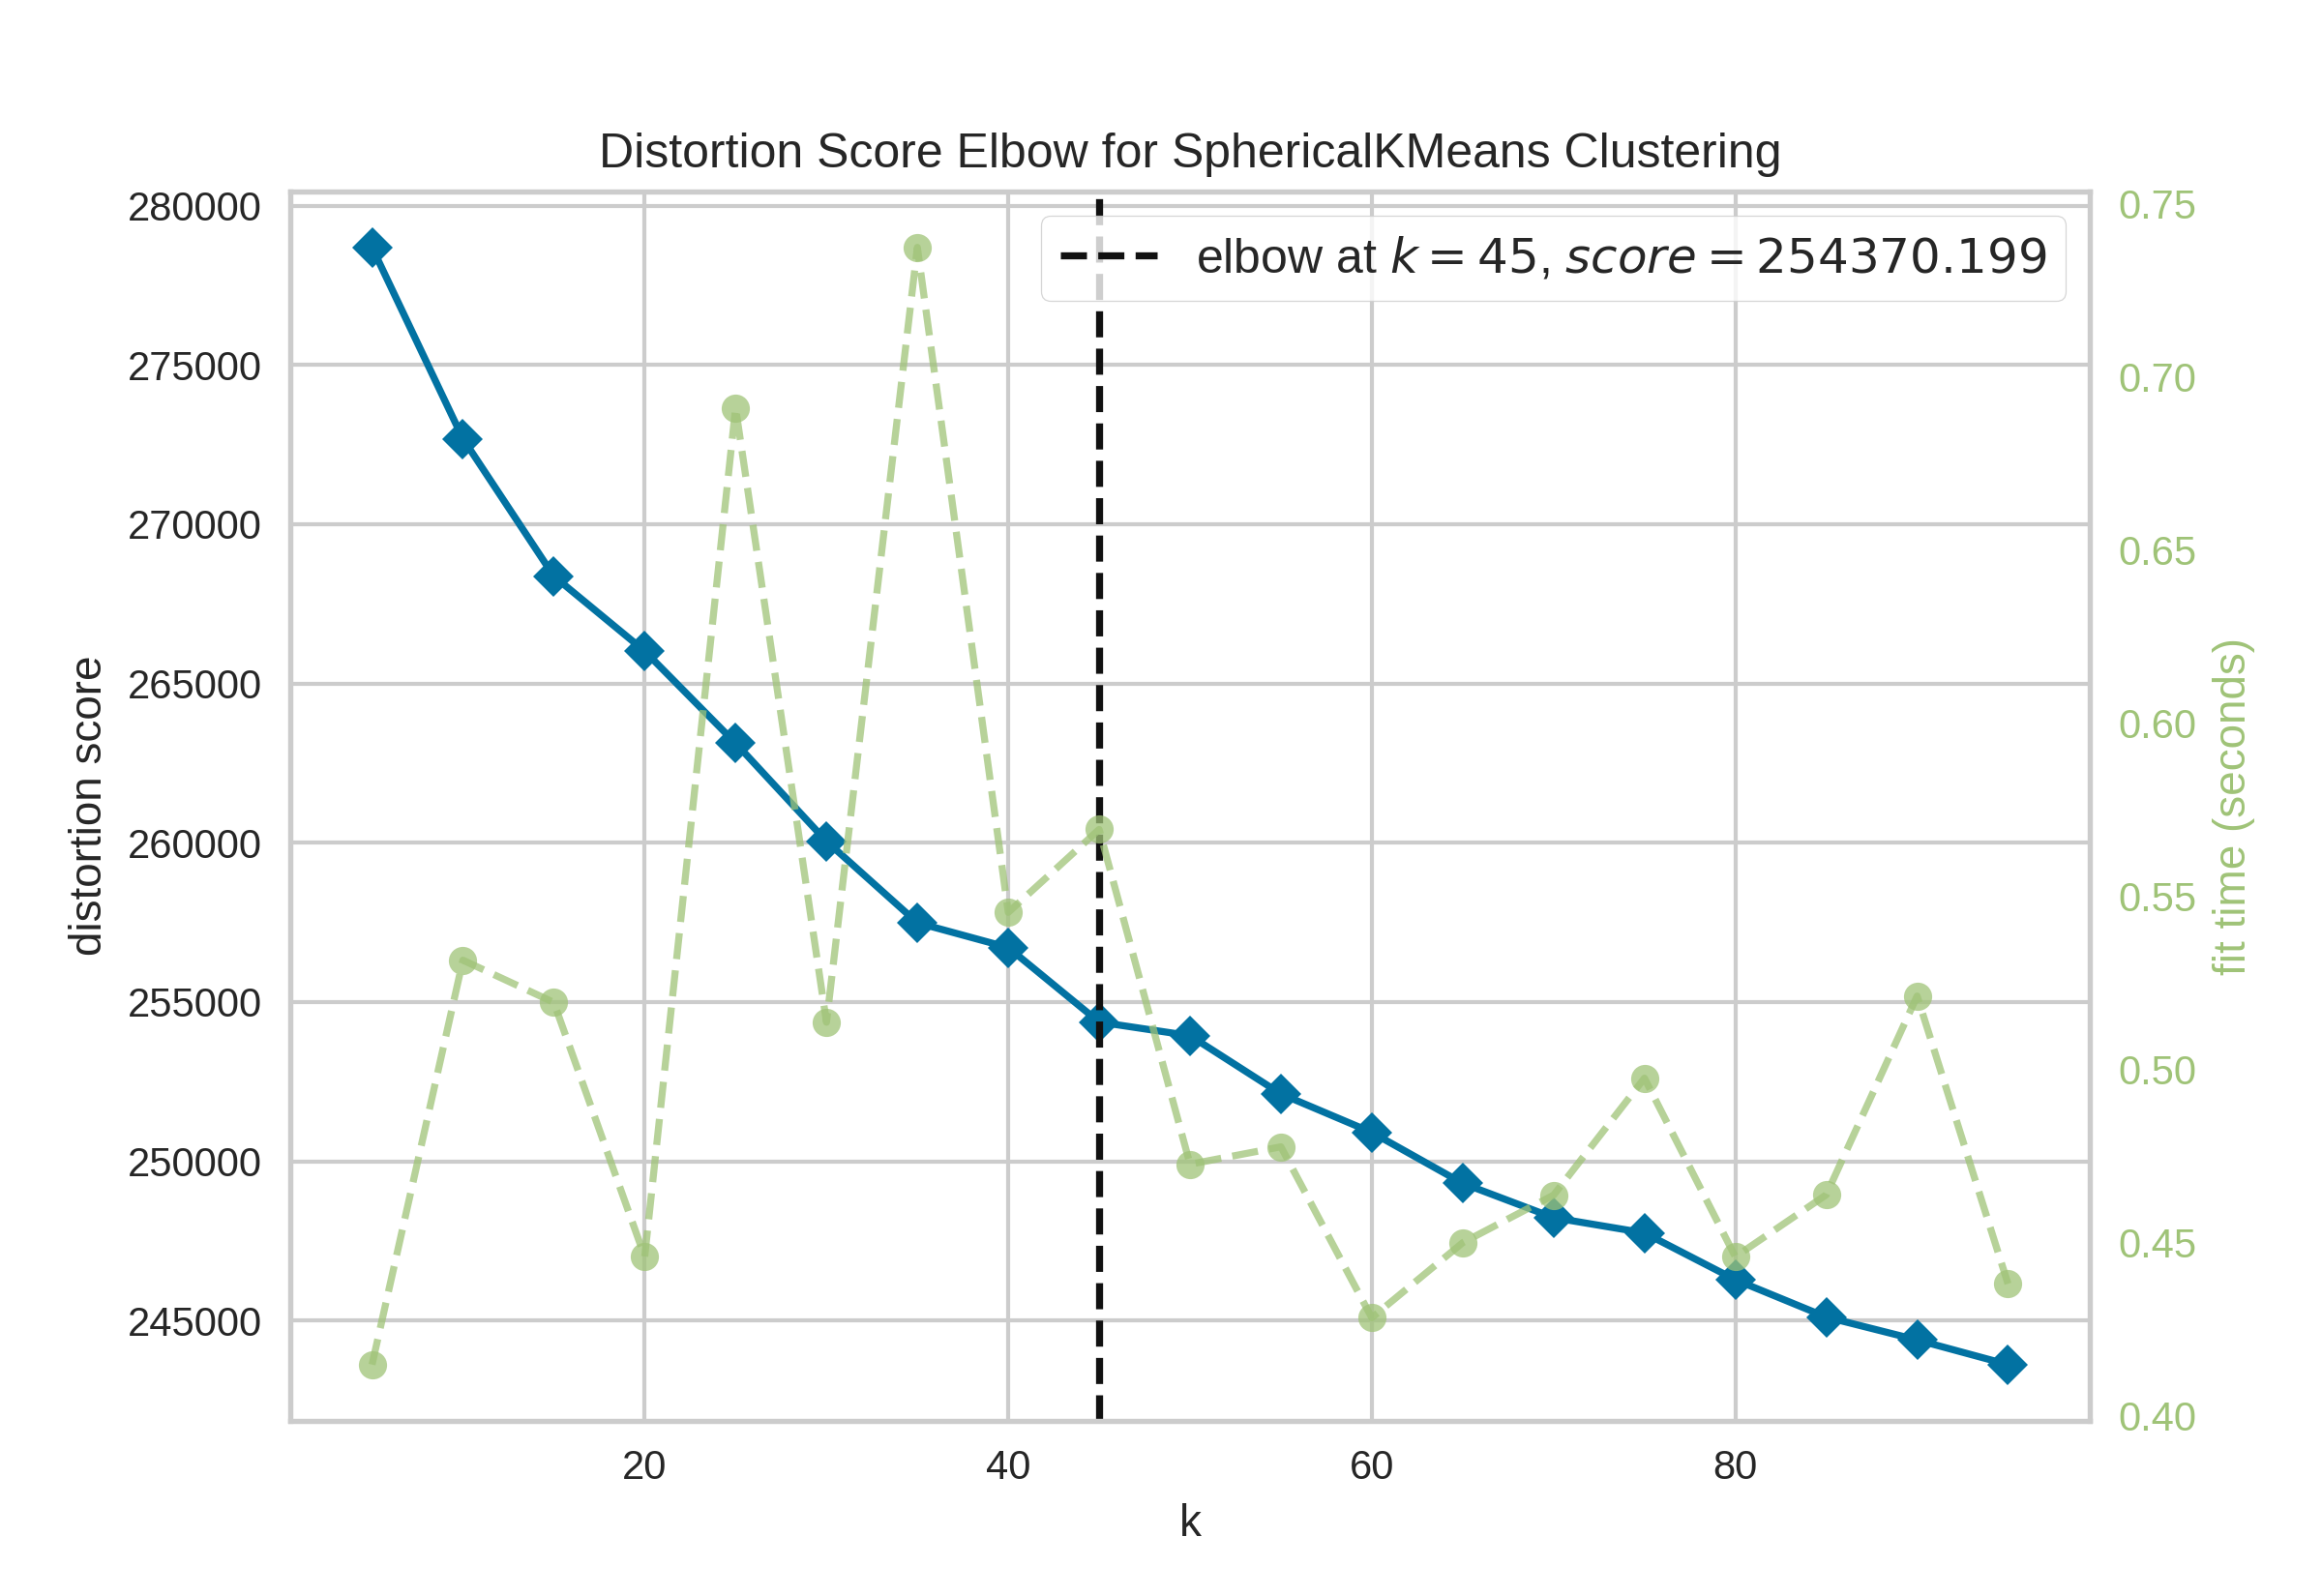 Distortion Score Elbow for SphericalKMeans Clustering
elbow at k = 45, score = 254370.199
distortion score
280000
275000
270000
265000
260000
255000
250000
245000
0.75
0.70
0.65
0.60
0.55
0.50
0.45
0.40
fit time (seconds)
20 40 60 80
k